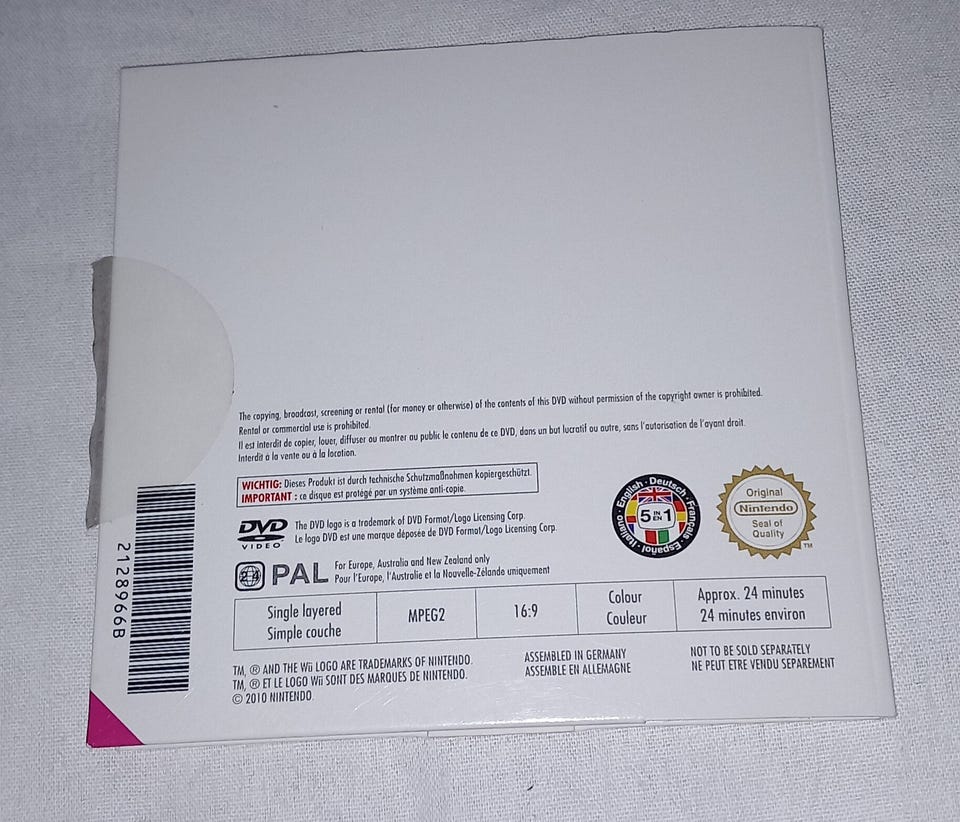 The copying, broadcast, screening or rental (for money or otherwise) of the contents of this DVD without permission of the copyright owner is prohibited.
Rental or commercial use is prohibited.
Il est interdit de copier, louer, diffuser ou montrer au public le contenu de ce DVD, dans un but lucratif ou autre, sans l'autorisation de l'ayant droit.
Interdit à la vente ou à la location.
WICHTIG: Dieses Produkt ist durch technische Schutzmaßnahmen kopiergeschützt.
IMPORTANT : ce disque est protégé par un système anti-copie.
DVD
VIDEO
The DVD logo is a trademark of DVD Format/Logo Licensing Corp.
Le logo DVD est une marque déposée de DVD Format/Logo Licensing Corp.
English · Deutsch · Français · Español · Italiano ·
5 IN EN 1
Original
Nintendo
Seal of
Quality
TM
2 4
PAL
For Europe, Australia and New Zealand only
Pour l'Europe, l'Australie et la Nouvelle-Zélande uniquement
Single layered
Simple couche
MPEG2
16:9
Colour
Couleur
Approx. 24 minutes
24 minutes environ
TM, ® AND THE Wii LOGO ARE TRADEMARKS OF NINTENDO.
TM, ® ET LE LOGO Wii SONT DES MARQUES DE NINTENDO.
© 2010 NINTENDO.
ASSEMBLED IN GERMANY
ASSEMBLE EN ALLEMAGNE
NOT TO BE SOLD SEPARATELY
NE PEUT ETRE VENDU SEPAREMENT
2128966B